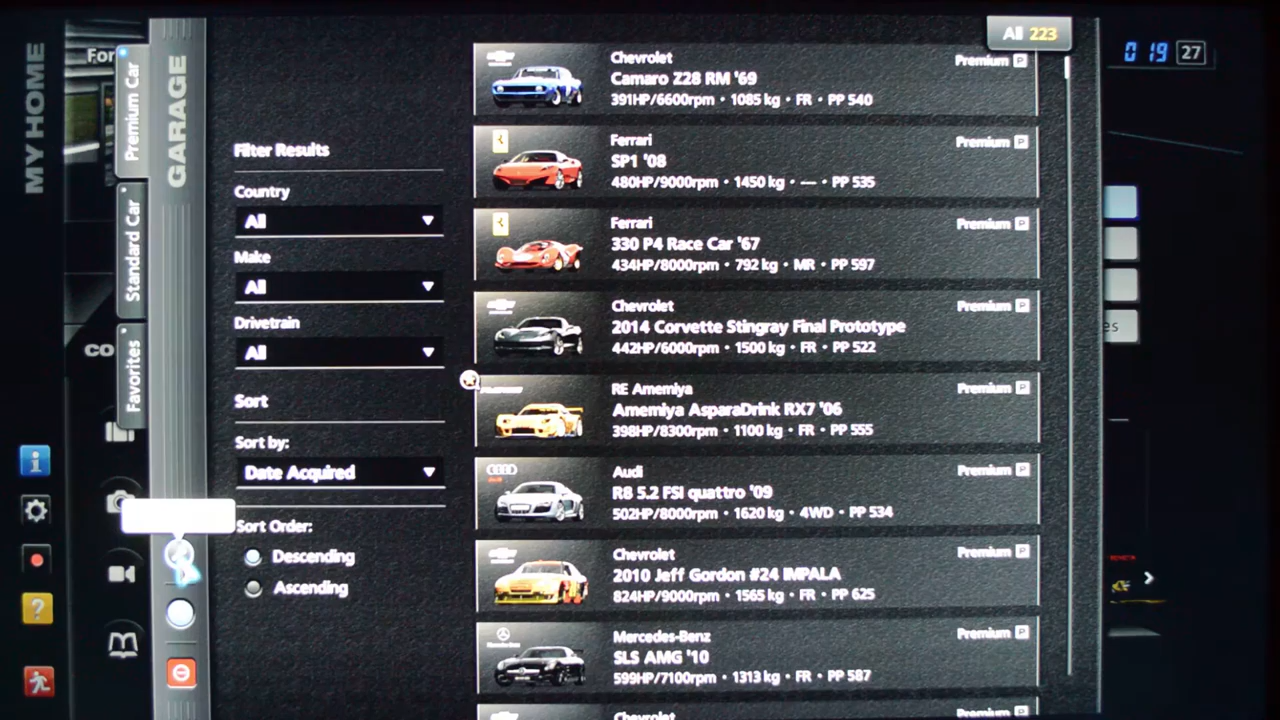 MY HOME
For
Premium Car
Standard Car
Favorites
GARAGE
All 223
019 27
Filter Results
Country
All
Make
All
Drivetrain
All
Sort
Sort by:
Date Acquired
Sort Order:
Descending
Ascending
Chevrolet
Premium P
Camaro Z28 RM '69
391HP/6600rpm • 1085 kg • FR • PP 540
Ferrari
Premium P
SP1 '08
480HP/9000rpm • 1450 kg • --- • PP 535
Ferrari
Premium P
330 P4 Race Car '67
434HP/8000rpm • 792 kg • MR • PP 597
Chevrolet
Premium P
2014 Corvette Stingray Final Prototype
442HP/6000rpm • 1500 kg • FR • PP 522
RE Amemiya
Premium P
Amemiya AsparaDrink RX7 '06
398HP/8300rpm • 1100 kg • FR • PP 555
Audi
Premium P
R8 5.2 FSI quattro '09
502HP/8000rpm • 1620 kg • 4WD • PP 534
Chevrolet
Premium P
2010 Jeff Gordon #24 IMPALA
824HP/9000rpm • 1565 kg • FR • PP 625
Mercedes-Benz
Premium P
SLS AMG '10
599HP/7100rpm • 1313 kg • FR • PP 587
Chevrolet
CO
es